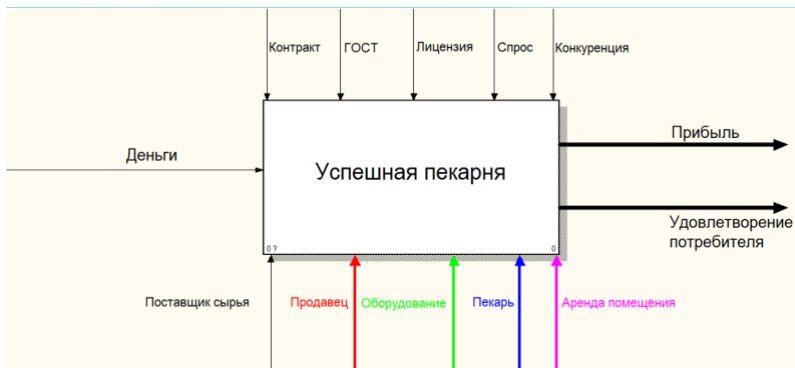 Контракт
ГОСТ
Лицензия
Спрос
Конкуренция
Деньги
Успешная пекарня
Прибыль
Удовлетворение
потребителя
0 ?
0
Поставщик сырья
Продавец
Оборудование
Пекарь
Аренда помещения